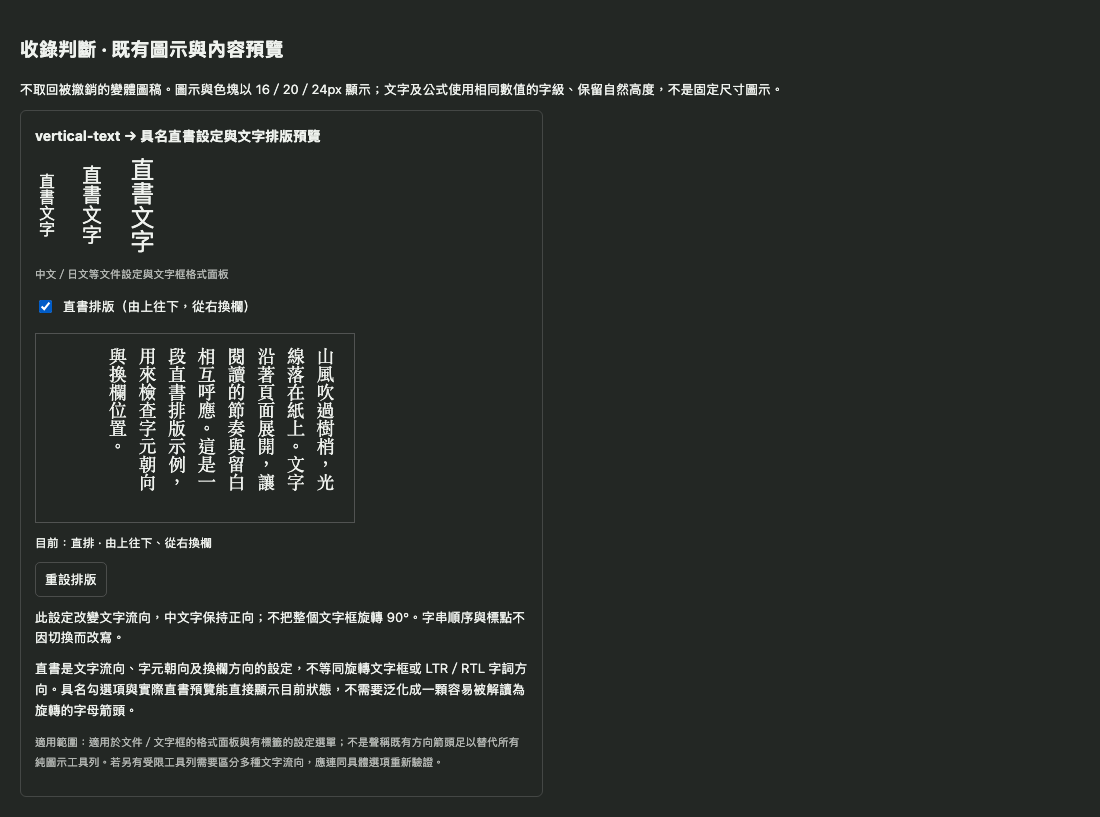 收錄判斷 · 既有圖示與內容預覽
不取回被撤銷的變體圖稿。圖示與色塊以 16 / 20 / 24px 顯示；文字及公式使用相同數值的字級、保留自然高度，不是固定尺寸圖示。
vertical-text → 具名直書設定與文字排版預覽
直書文字
直書文字
直書文字
中文 / 日文等文件設定與文字框格式面板
直書排版（由上往下，從右換欄）
山風吹過樹梢，光
線落在紙上。文字
沿著頁面展開，讓
閱讀的節奏與留白
相互呼應。這是一
段直書排版示例，
用來檢查字元朝向
與換欄位置。
目前：直排 · 由上往下、從右換欄
重設排版
此設定改變文字流向，中文字保持正向；不把整個文字框旋轉 90°。字串順序與標點不
因切換而改寫。
直書是文字流向、字元朝向及換欄方向的設定，不等同旋轉文字框或 LTR / RTL 字詞方
向。具名勾選項與實際直書預覽能直接顯示目前狀態，不需要泛化成一顆容易被解讀為
旋轉的字母箭頭。
適用範圍：適用於文件 / 文字框的格式面板與有標籤的設定選單；不是聲稱既有方向箭頭足以替代所有
純圖示工具列。若另有受限工具列需要區分多種文字流向，應連同具體選項重新驗證。